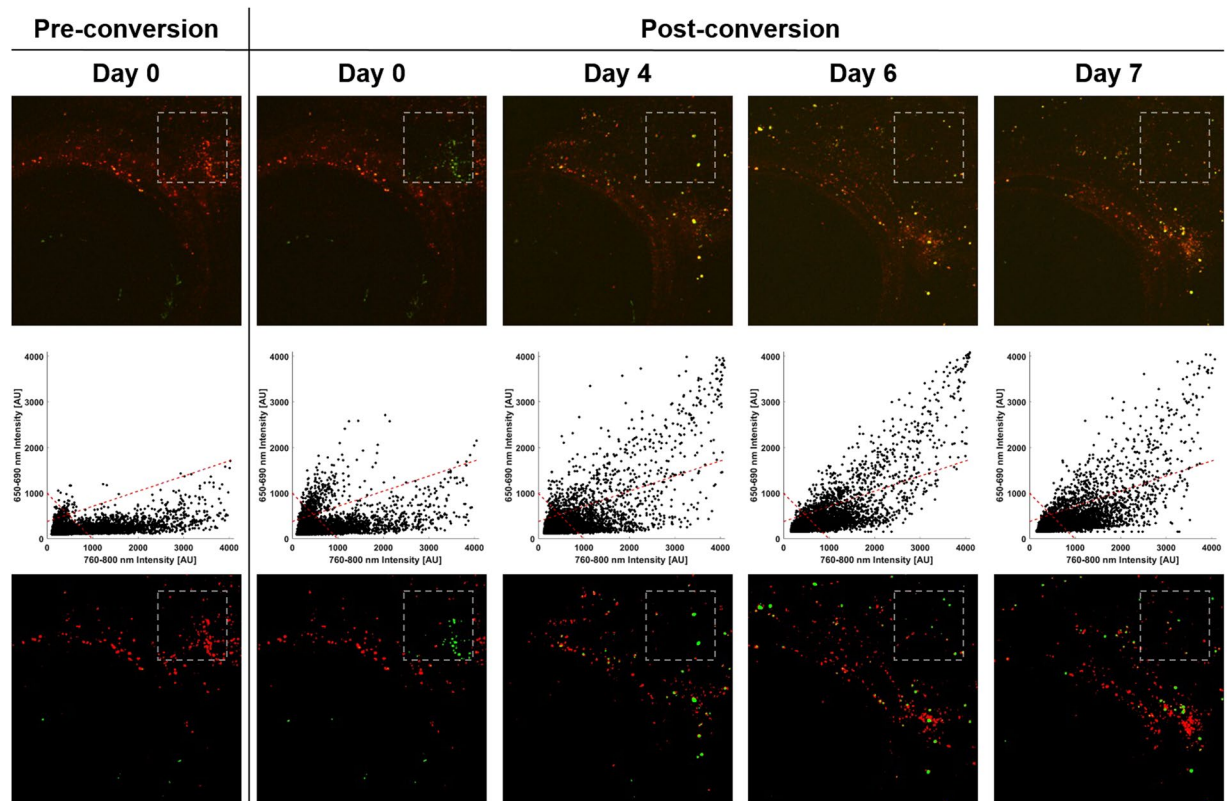 Pre-conversion Post-conversion
Day 0 Day 0 Day 4 Day 6 Day 7
4000 4000 4000 4000 4000
3000 3000 3000 3000 3000
2000 2000 2000 2000 2000
1000 1000 1000 1000 1000
0 0 0 0 0
650-690 nm Intensity [AU] 650-690 nm Intensity [AU] 650-690 nm Intensity [AU] 650-690 nm Intensity [AU] 650-690 nm Intensity [AU]
0 1000 2000 3000 4000 0 1000 2000 3000 4000 0 1000 2000 3000 4000 0 1000 2000 3000 4000 0 1000 2000 3000 4000
760-800 nm Intensity [AU] 760-800 nm Intensity [AU] 760-800 nm Intensity [AU] 760-800 nm Intensity [AU] 760-800 nm Intensity [AU]